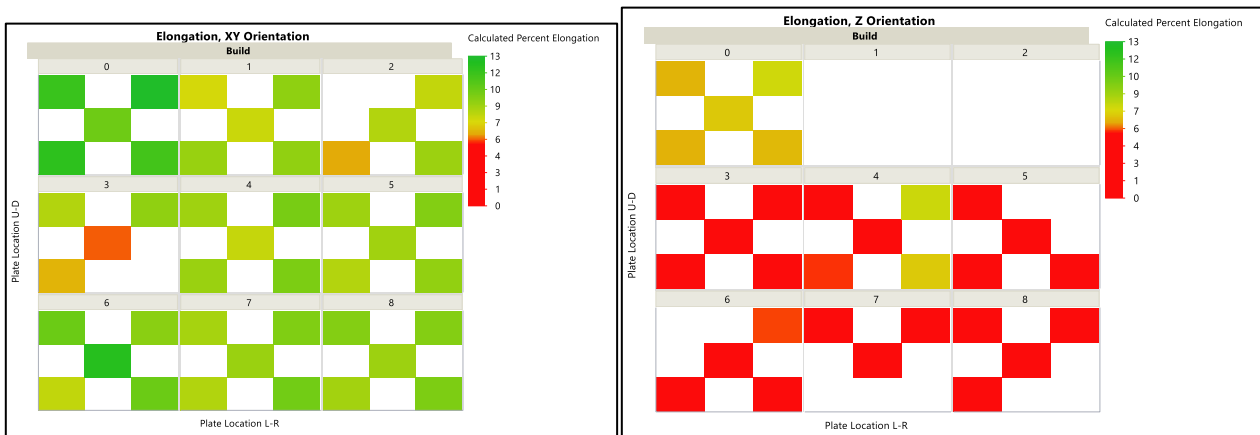 Elongation, XY Orientation
Build
Calculated Percent Elongation
0 1 2
3 4 5
6 7 8
13
12
10
9
7
6
4
3
1
0
Plate Location U-D
Plate Location L-R
Elongation, Z Orientation
Build
Calculated Percent Elongation
0 1 2
3 4 5
6 7 8
13
12
10
9
7
6
4
3
1
0
Plate Location U-D
Plate Location L-R